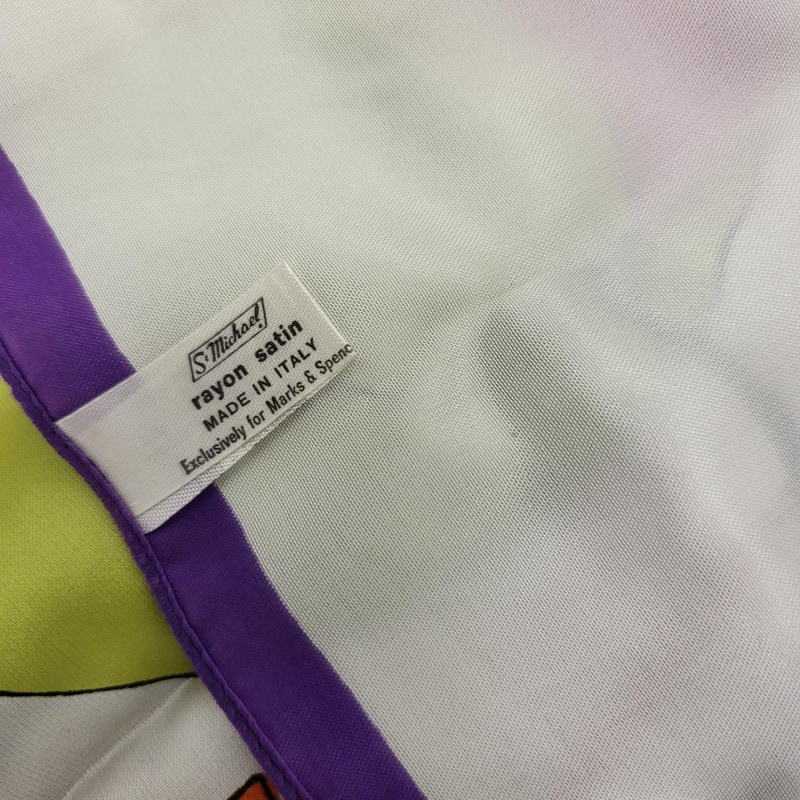 St Michael
rayon satin
MADE IN ITALY
Exclusively for Marks & Spenc